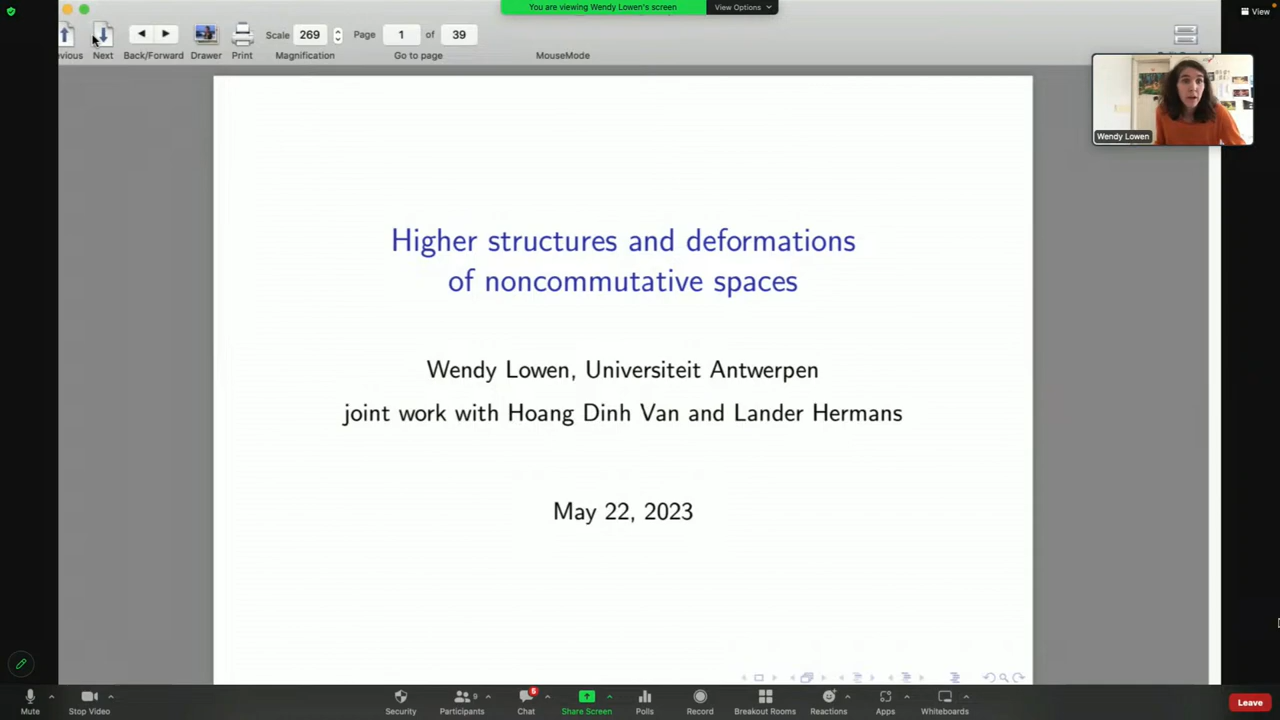 You are viewing Wendy Lowen's screen
View Options
View
Scale 269 Page 1 of 39
evious Next Back/Forward Drawer Print Magnification Go to page MouseMode
Wendy Lowen
Higher structures and deformations
of noncommutative spaces
Wendy Lowen, Universiteit Antwerpen
joint work with Hoang Dinh Van and Lander Hermans
May 22, 2023
9
5
Mute Stop Video Security Participants Chat Share Screen Polls Record Breakout Rooms Reactions Apps Whiteboards Leave